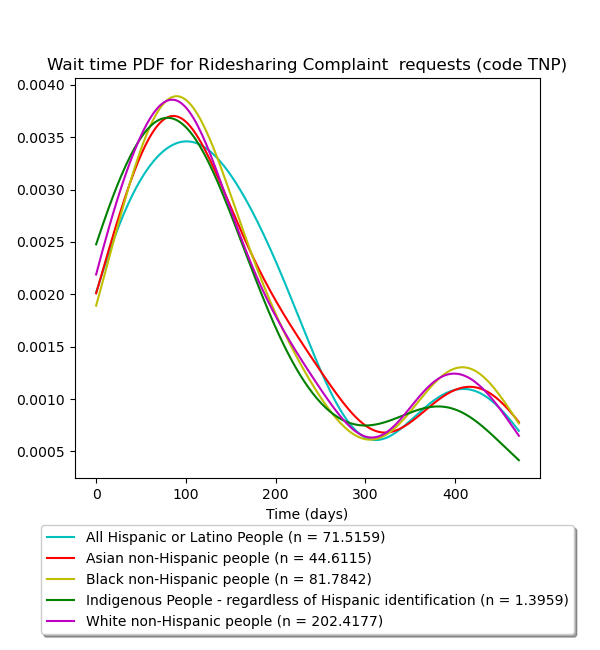 Wait time PDF for Ridesharing Complaint  requests (code TNP)
0.0040
0.0035
0.0030
0.0025
0.0020
0.0015
0.0010
0.0005
0 100 200 300 400
Time (days)
All Hispanic or Latino People (n = 71.5159)
Asian non-Hispanic people (n = 44.6115)
Black non-Hispanic people (n = 81.7842)
Indigenous People - regardless of Hispanic identification (n = 1.3959)
White non-Hispanic people (n = 202.4177)